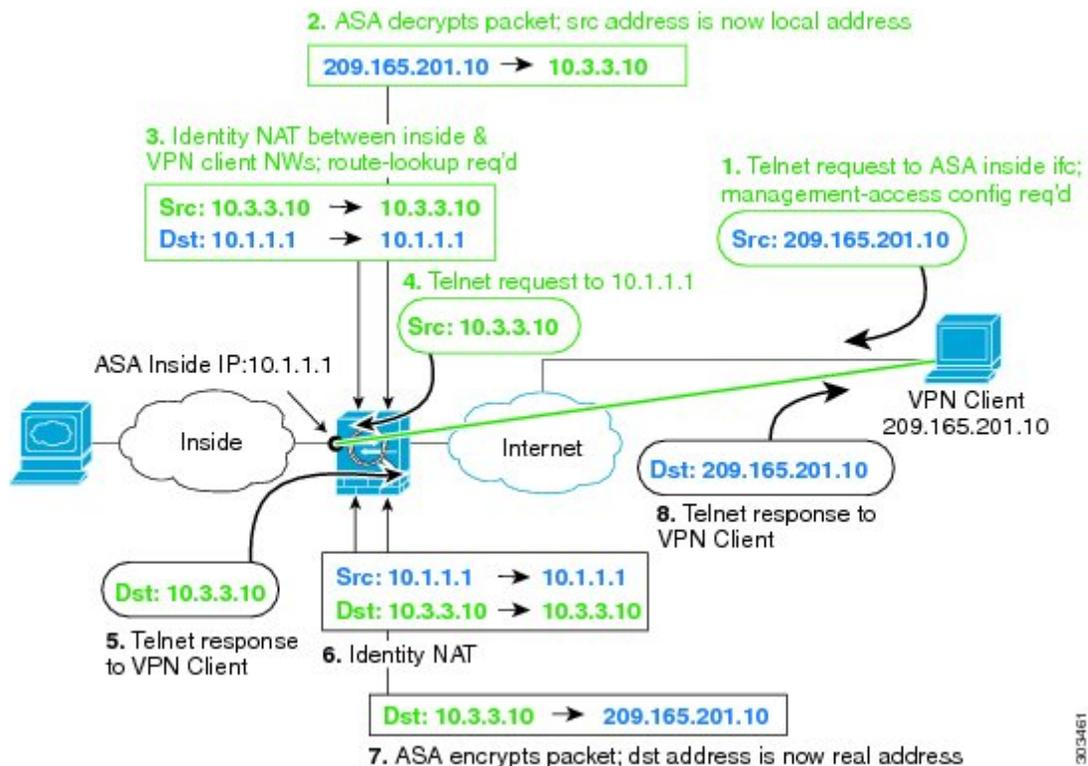 2. ASA decrypts packet; src address is now local address
209.165.201.10 → 10.3.3.10
3. Identity NAT between inside &
VPN client NWs; route-lookup req'd
Src: 10.3.3.10 → 10.3.3.10
Dst: 10.1.1.1 → 10.1.1.1
1. Telnet request to ASA inside ifc;
management-access config req'd
Src: 209.165.201.10
4. Telnet request to 10.1.1.1
Src: 10.3.3.10
ASA Inside IP:10.1.1.1
Inside
Internet
VPN Client
209.165.201.10
Dst: 209.165.201.10
8. Telnet response to
VPN Client
Dst: 10.3.3.10
5. Telnet response
to VPN Client
Src: 10.1.1.1 → 10.1.1.1
Dst: 10.3.3.10 → 10.3.3.10
6. Identity NAT
Dst: 10.3.3.10 → 209.165.201.10
7. ASA encrypts packet; dst address is now real address
303461